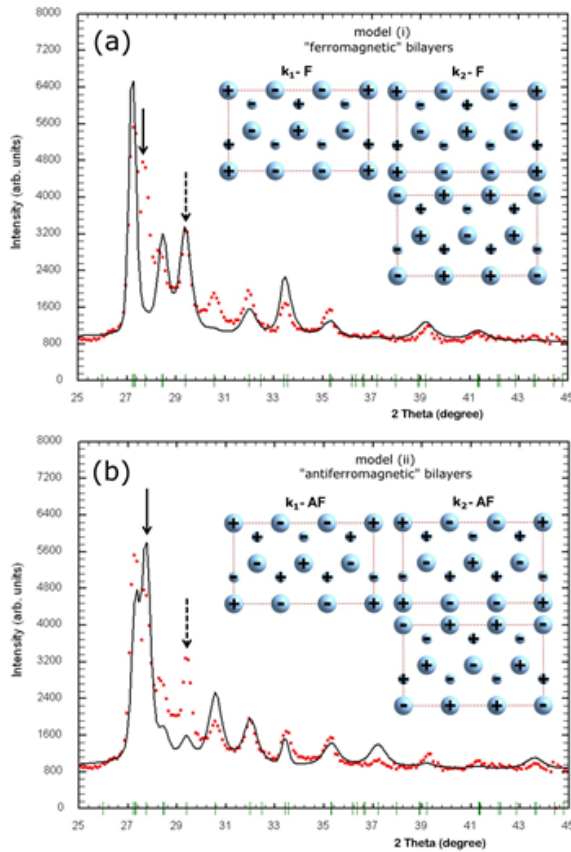 (a)
model (i)
"ferromagnetic" bilayers
k₁- F
k₂- F
Intensity (arb. units)
8000
7200
6400
5600
4800
4000
3200
2400
1600
800
0
25 27 29 31 33 35 37 39 41 43 45
2 Theta (degree)
(b)
model (ii)
"antiferromagnetic" bilayers
k₁- AF
k₂- AF
Intensity (arb. units)
8000
7200
6400
5600
4800
4000
3200
2400
1600
800
0
25 27 29 31 33 35 37 39 41 43 45
2 Theta (degree)